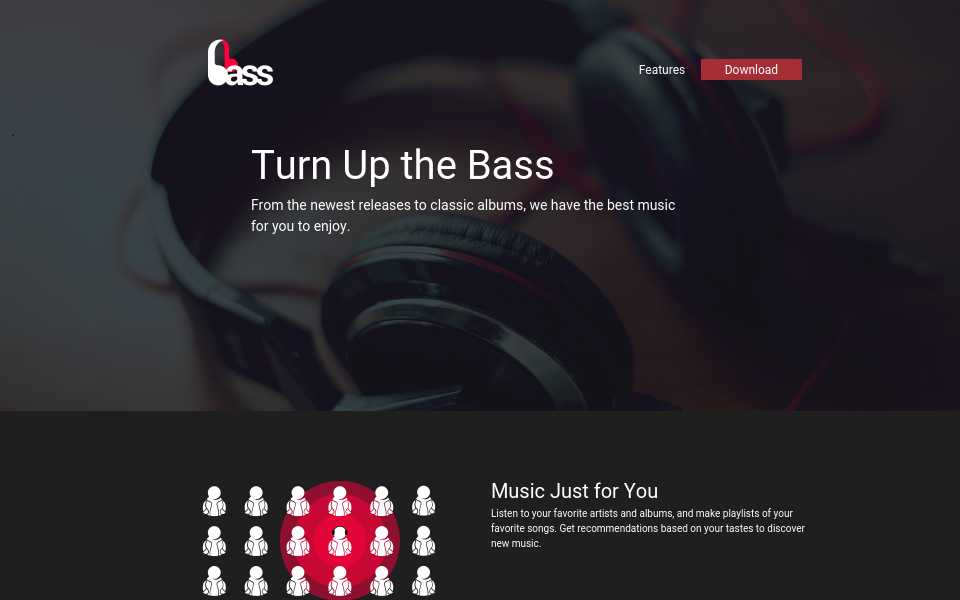 bass
Features
Download
Turn Up the Bass
From the newest releases to classic albums, we have the best music
for you to enjoy.
Music Just for You
Listen to your favorite artists and albums, and make playlists of your
favorite songs. Get recommendations based on your tastes to discover
new music.